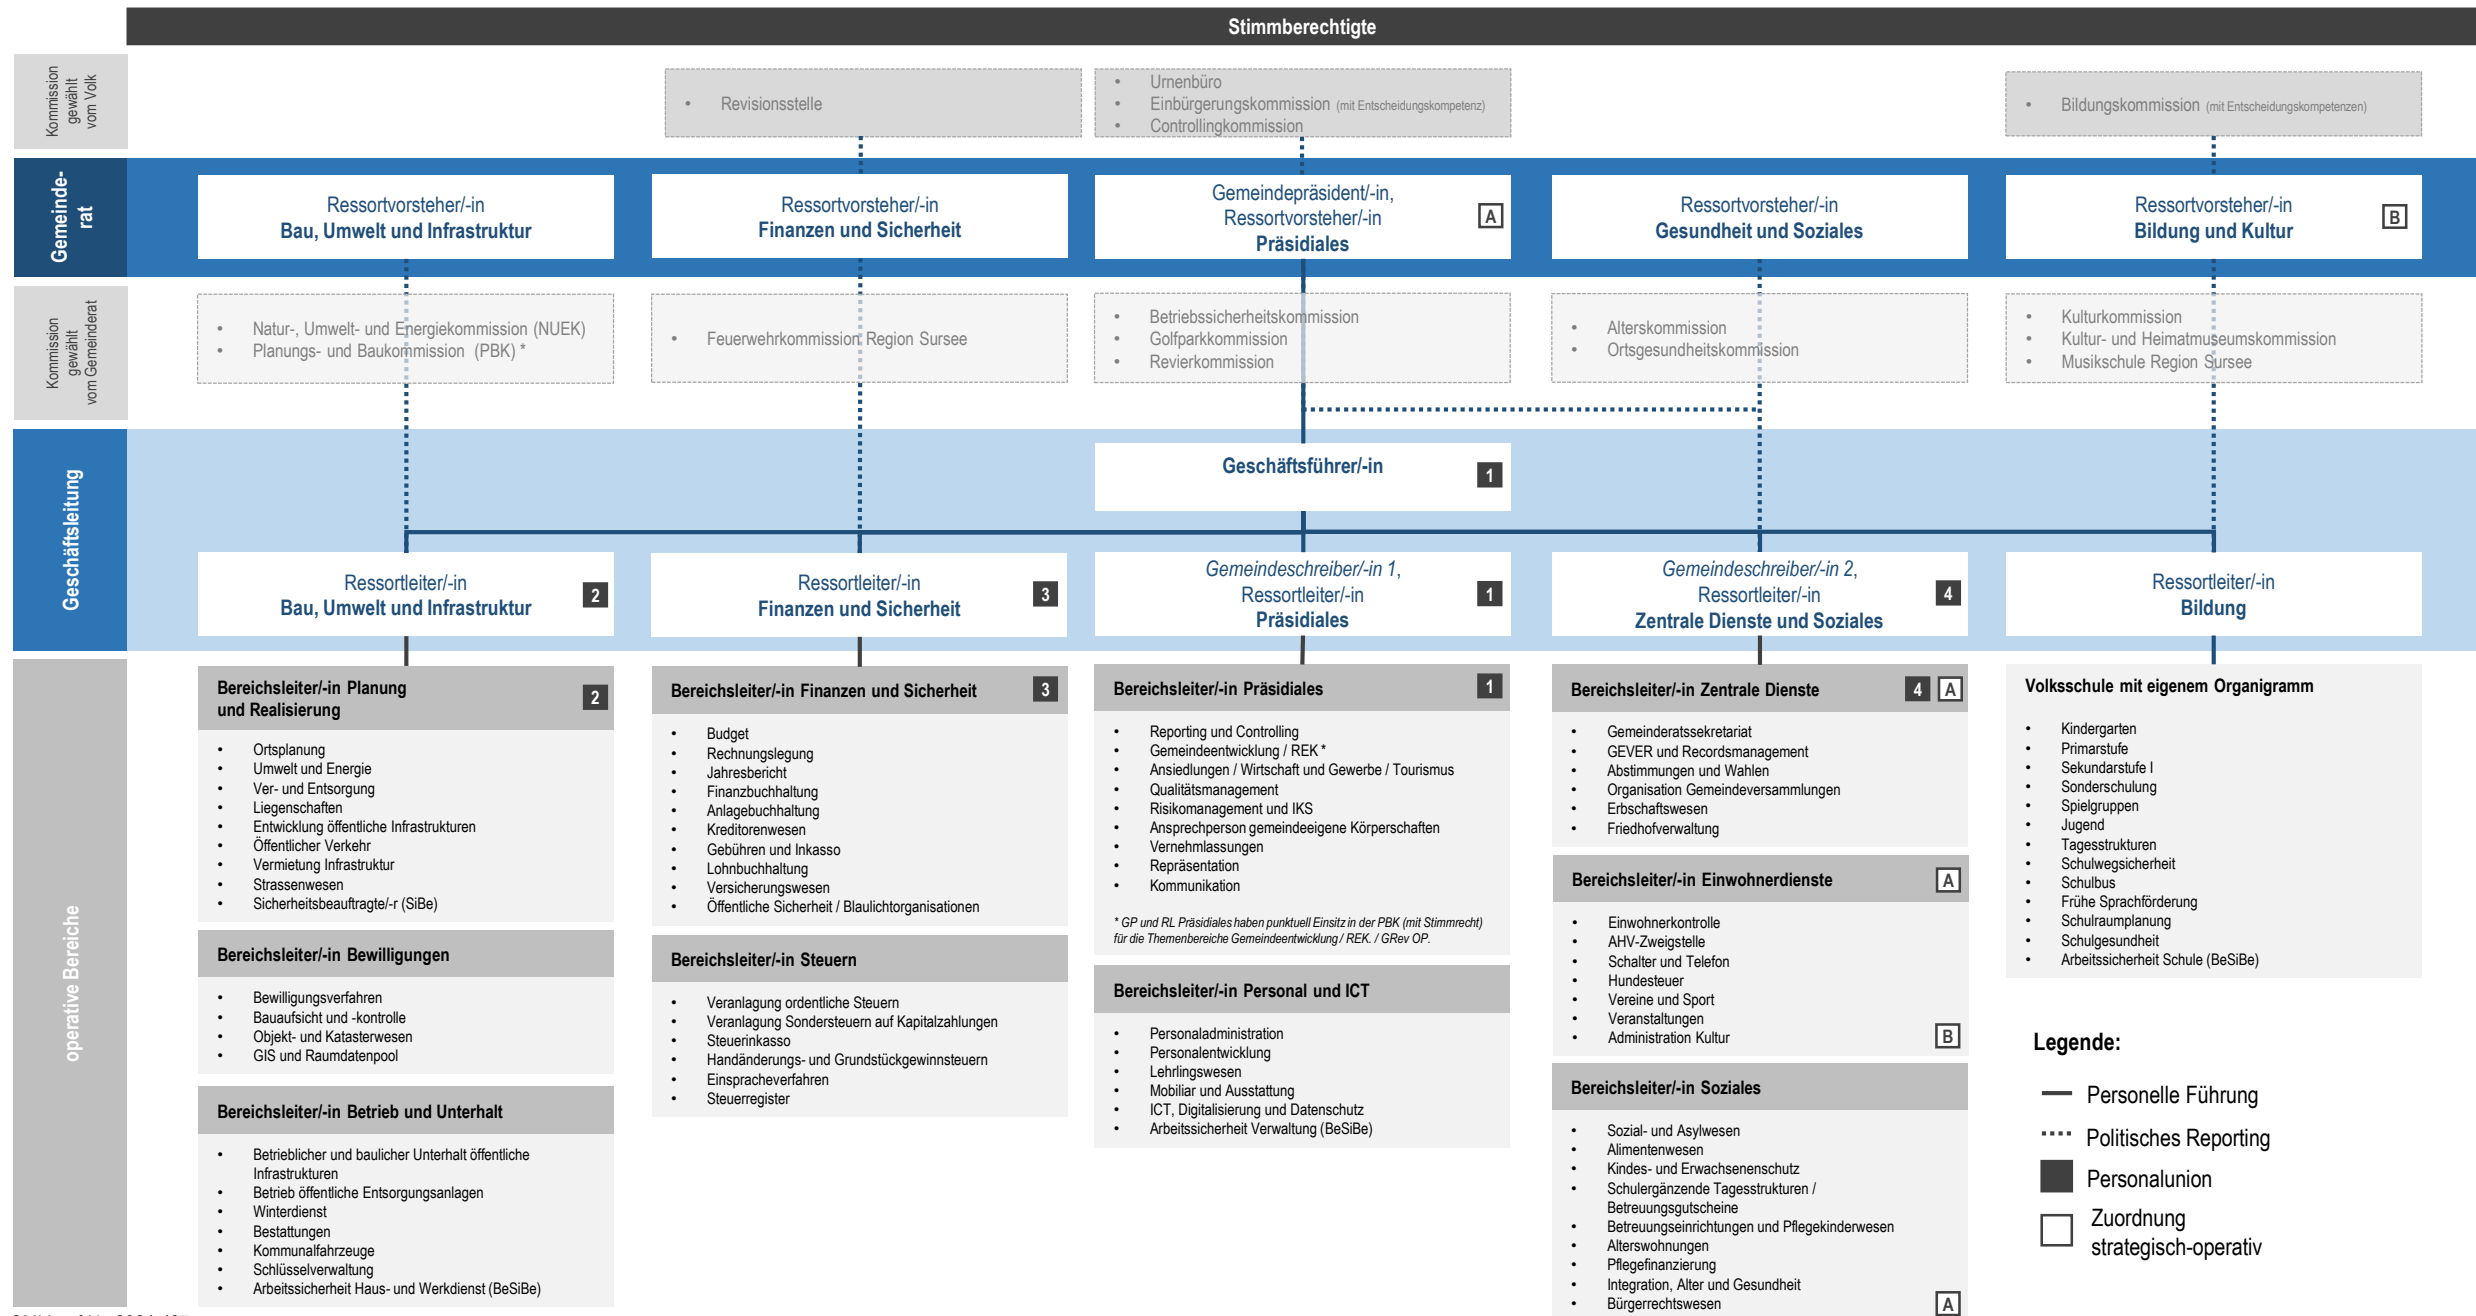 Stimmberechtigte
Kommission
gewählt
vom Volk
• Revisionsstelle
• Urnenbüro
• Einbürgerungskommission (mit Entscheidungskompetenz)
• Controllingkommission
• Bildungskommission (mit Entscheidungskompetenzen)
Gemeinde-
rat
Ressortvorsteher/-in
Bau, Umwelt und Infrastruktur
Ressortvorsteher/-in
Finanzen und Sicherheit
Gemeindepräsident/-in,
Ressortvorsteher/-in
Präsidiales
A
Ressortvorsteher/-in
Gesundheit und Soziales
Ressortvorsteher/-in
Bildung und Kultur
B
Kommission
gewählt
vom Gemeinderat
• Natur-, Umwelt- und Energiekommission (NUEK)
• Planungs- und Baukommission (PBK) *
• Feuerwehrkommission Region Sursee
• Betriebssicherheitskommission
• Golfparkkommission
• Revierkommission
• Alterskommission
• Ortsgesundheitskommission
• Kulturkommission
• Kultur- und Heimatmuseumskommission
• Musikschule Region Sursee
Geschäftsleitung
Geschäftsführer/-in
1
Ressortleiter/-in
Bau, Umwelt und Infrastruktur
2
Ressortleiter/-in
Finanzen und Sicherheit
3
Gemeindeschreiber/-in 1,
Ressortleiter/-in
Präsidiales
1
Gemeindeschreiber/-in 2,
Ressortleiter/-in
Zentrale Dienste und Soziales
4
Ressortleiter/-in
Bildung
operative Bereiche
Bereichsleiter/-in Planung
und Realisierung
2
• Ortsplanung
• Umwelt und Energie
• Ver- und Entsorgung
• Liegenschaften
• Entwicklung öffentliche Infrastrukturen
• Öffentlicher Verkehr
• Vermietung Infrastruktur
• Strassenwesen
• Sicherheitsbeauftragte/-r (SiBe)
Bereichsleiter/-in Bewilligungen
• Bewilligungsverfahren
• Bauaufsicht und -kontrolle
• Objekt- und Katasterwesen
• GIS und Raumdatenpool
Bereichsleiter/-in Betrieb und Unterhalt
• Betrieblicher und baulicher Unterhalt öffentliche
Infrastrukturen
• Betrieb öffentliche Entsorgungsanlagen
• Winterdienst
• Bestattungen
• Kommunalfahrzeuge
• Schlüsselverwaltung
• Arbeitssicherheit Haus- und Werkdienst (BeSiBe)
Bereichsleiter/-in Finanzen und Sicherheit
3
• Budget
• Rechnungslegung
• Jahresbericht
• Finanzbuchhaltung
• Anlagebuchhaltung
• Kreditorenwesen
• Gebühren und Inkasso
• Lohnbuchhaltung
• Versicherungswesen
• Öffentliche Sicherheit / Blaulichtorganisationen
Bereichsleiter/-in Steuern
• Veranlagung ordentliche Steuern
• Veranlagung Sondersteuern auf Kapitalzahlungen
• Steuerinkasso
• Handänderungs- und Grundstückgewinnsteuern
• Einspracheverfahren
• Steuerregister
Bereichsleiter/-in Präsidiales
1
• Reporting und Controlling
• Gemeindeentwicklung / REK *
• Ansiedlungen / Wirtschaft und Gewerbe / Tourismus
• Qualitätsmanagement
• Risikomanagement und IKS
• Ansprechperson gemeindeeigene Körperschaften
• Vernehmlassungen
• Repräsentation
• Kommunikation
* GP und RL Präsidiales haben punktuell Einsitz in der PBK (mit Stimmrecht)
für die Themenbereiche Gemeindeentwicklung / REK. / GRev OP.
Bereichsleiter/-in Personal und ICT
• Personaladministration
• Personalentwicklung
• Lehrlingswesen
• Mobiliar und Ausstattung
• ICT, Digitalisierung und Datenschutz
• Arbeitssicherheit Verwaltung (BeSiBe)
Bereichsleiter/-in Zentrale Dienste
4 A
• Gemeinderatssekretariat
• GEVER und Recordsmanagement
• Abstimmungen und Wahlen
• Organisation Gemeindeversammlungen
• Erbschaftswesen
• Friedhofverwaltung
Bereichsleiter/-in Einwohnerdienste
A
• Einwohnerkontrolle
• AHV-Zweigstelle
• Schalter und Telefon
• Hundesteuer
• Vereine und Sport
• Veranstaltungen
• Administration Kultur
B
Bereichsleiter/-in Soziales
• Sozial- und Asylwesen
• Alimentenwesen
• Kindes- und Erwachsenenschutz
• Schulergänzende Tagesstrukturen /
Betreuungsgutscheine
• Betreuungseinrichtungen und Pflegekinderwesen
• Alterswohnungen
• Pflegefinanzierung
• Integration, Alter und Gesundheit
• Bürgerrechtswesen
A
Volksschule mit eigenem Organigramm
• Kindergarten
• Primarstufe
• Sekundarstufe I
• Sonderschulung
• Spielgruppen
• Jugend
• Tagesstrukturen
• Schulwegsicherheit
• Schulbus
• Frühe Sprachförderung
• Schulraumplanung
• Schulgesundheit
• Arbeitssicherheit Schule (BeSiBe)
Legende:
Personelle Führung
Politisches Reporting
Personalunion
Zuordnung
strategisch-operativ